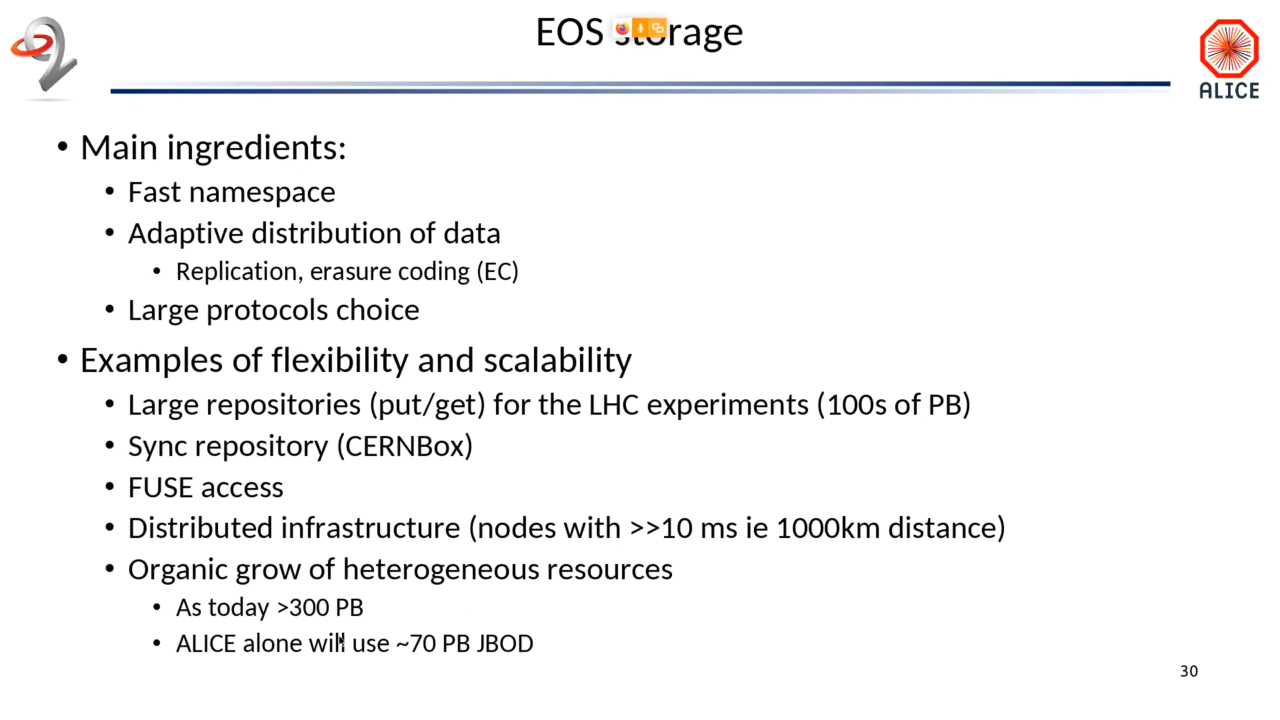 EOS storage
ALICE
• Main ingredients:
• Fast namespace
• Adaptive distribution of data
• Replication, erasure coding (EC)
• Large protocols choice
• Examples of flexibility and scalability
• Large repositories (put/get) for the LHC experiments (100s of PB)
• Sync repository (CERNBox)
• FUSE access
• Distributed infrastructure (nodes with >>10 ms ie 1000km distance)
• Organic grow of heterogeneous resources
• As today >300 PB
• ALICE alone will use ~70 PB JBOD
30